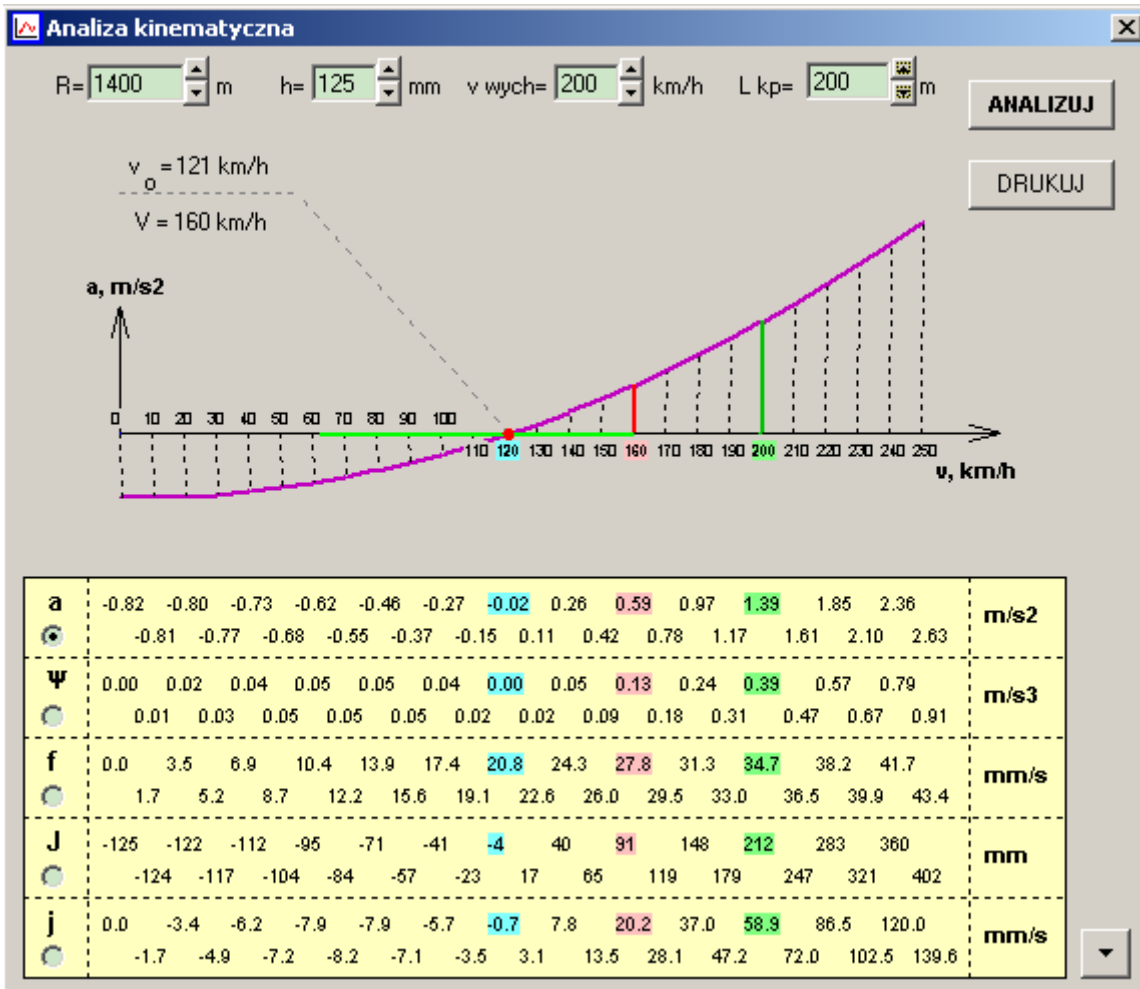 Analiza kinematyczna
R= 1400 m h= 125 mm v wych= 200 km/h L kp= 200 m
ANALIZUJ
DRUKUJ
v o = 121 km/h
V = 160 km/h
a, m/s2
0 10 20 30 40 50 60 70 80 90 100
110 120 130 140 150 160 170 180 190 200 210 220 230 240 250
v, km/h
a -0.82 -0.80 -0.73 -0.62 -0.46 -0.27 -0.02 0.26 0.59 0.97 1.39 1.85 2.36 m/s2
-0.81 -0.77 -0.68 -0.55 -0.37 -0.15 0.11 0.42 0.78 1.17 1.61 2.10 2.63
Ψ 0.00 0.02 0.04 0.05 0.05 0.04 0.00 0.05 0.13 0.24 0.39 0.57 0.79 m/s3
0.01 0.03 0.05 0.05 0.05 0.02 0.02 0.09 0.18 0.31 0.47 0.67 0.91
f 0.0 3.5 6.9 10.4 13.9 17.4 20.8 24.3 27.8 31.3 34.7 38.2 41.7 mm/s
1.7 5.2 8.7 12.2 15.6 19.1 22.6 26.0 29.5 33.0 36.5 39.9 43.4
J -125 -122 -112 -95 -71 -41 -4 40 91 148 212 283 360 mm
-124 -117 -104 -84 -57 -23 17 65 119 179 247 321 402
j 0.0 -3.4 -6.2 -7.9 -7.9 -5.7 -0.7 7.8 20.2 37.0 58.9 86.5 120.0 mm/s
-1.7 -4.9 -7.2 -8.2 -7.1 -3.5 3.1 13.5 28.1 47.2 72.0 102.5 139.6